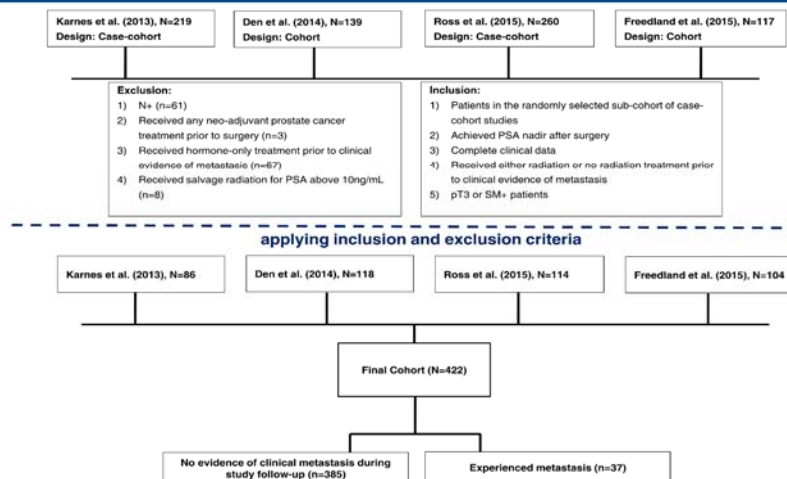 Karnes et al. (2013), N=219
Design: Case-cohort
Den et al. (2014), N=139
Design: Cohort
Ross et al. (2015), N=260
Design: Case-cohort
Freedland et al. (2015), N=117
Design: Cohort
Exclusion:
1) N+ (n=61)
2) Received any neo-adjuvant prostate cancer
treatment prior to surgery (n=3)
3) Received hormone-only treatment prior to clinical
evidence of metastasis (n=67)
4) Received salvage radiation for PSA above 10ng/mL
(n=8)
Inclusion:
1) Patients in the randomly selected sub-cohort of case-
cohort studies
2) Achieved PSA nadir after surgery
3) Complete clinical data
4) Received either radiation or no radiation treatment prior
to clinical evidence of metastasis
5) pT3 or SM+ patients
applying inclusion and exclusion criteria
Karnes et al. (2013), N=86
Den et al. (2014), N=118
Ross et al. (2015), N=114
Freedland et al. (2015), N=104
Final Cohort (N=422)
No evidence of clinical metastasis during
study follow-up (n=385)
Experienced metastasis (n=37)